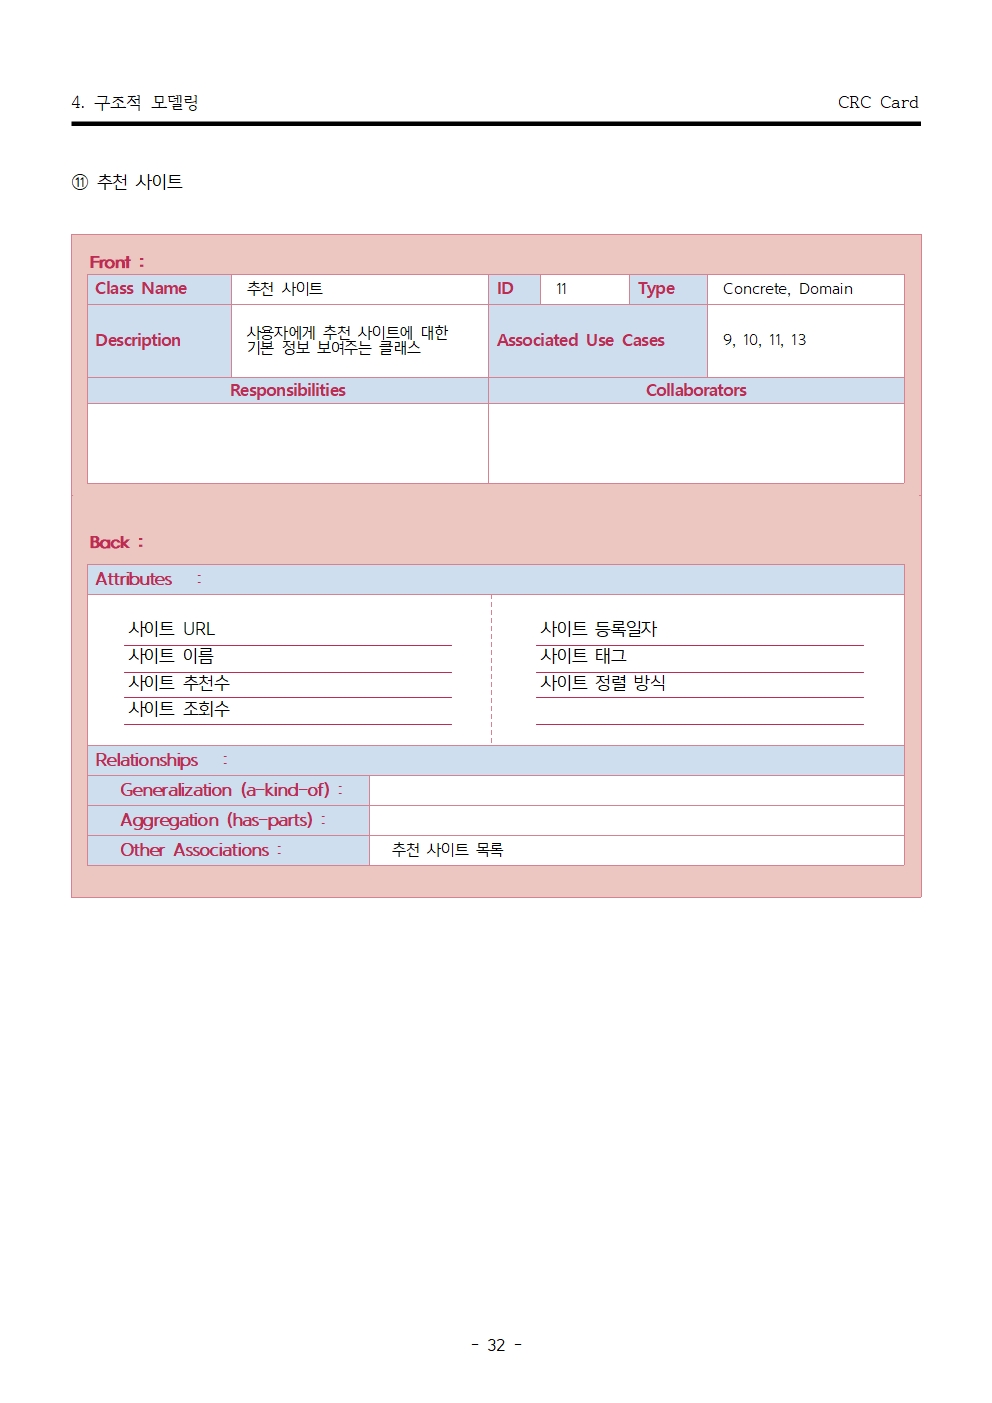 4. 구조적 모델링 CRC Card
⑪ 추천 사이트
Front :
Class Name 추천 사이트 ID 11 Type Concrete, Domain
Description 사용자에게 추천 사이트에 대한
기본 정보 보여주는 클래스 Associated Use Cases 9, 10, 11, 13
Responsibilities Collaborators
Back :
Attributes :
사이트 URL 사이트 등록일자
사이트 이름 사이트 태그
사이트 추천수 사이트 정렬 방식
사이트 조회수
Relationships :
Generalization (a-kind-of) :
Aggregation (has-parts) :
Other Associations : 추천 사이트 목록
- 32 -